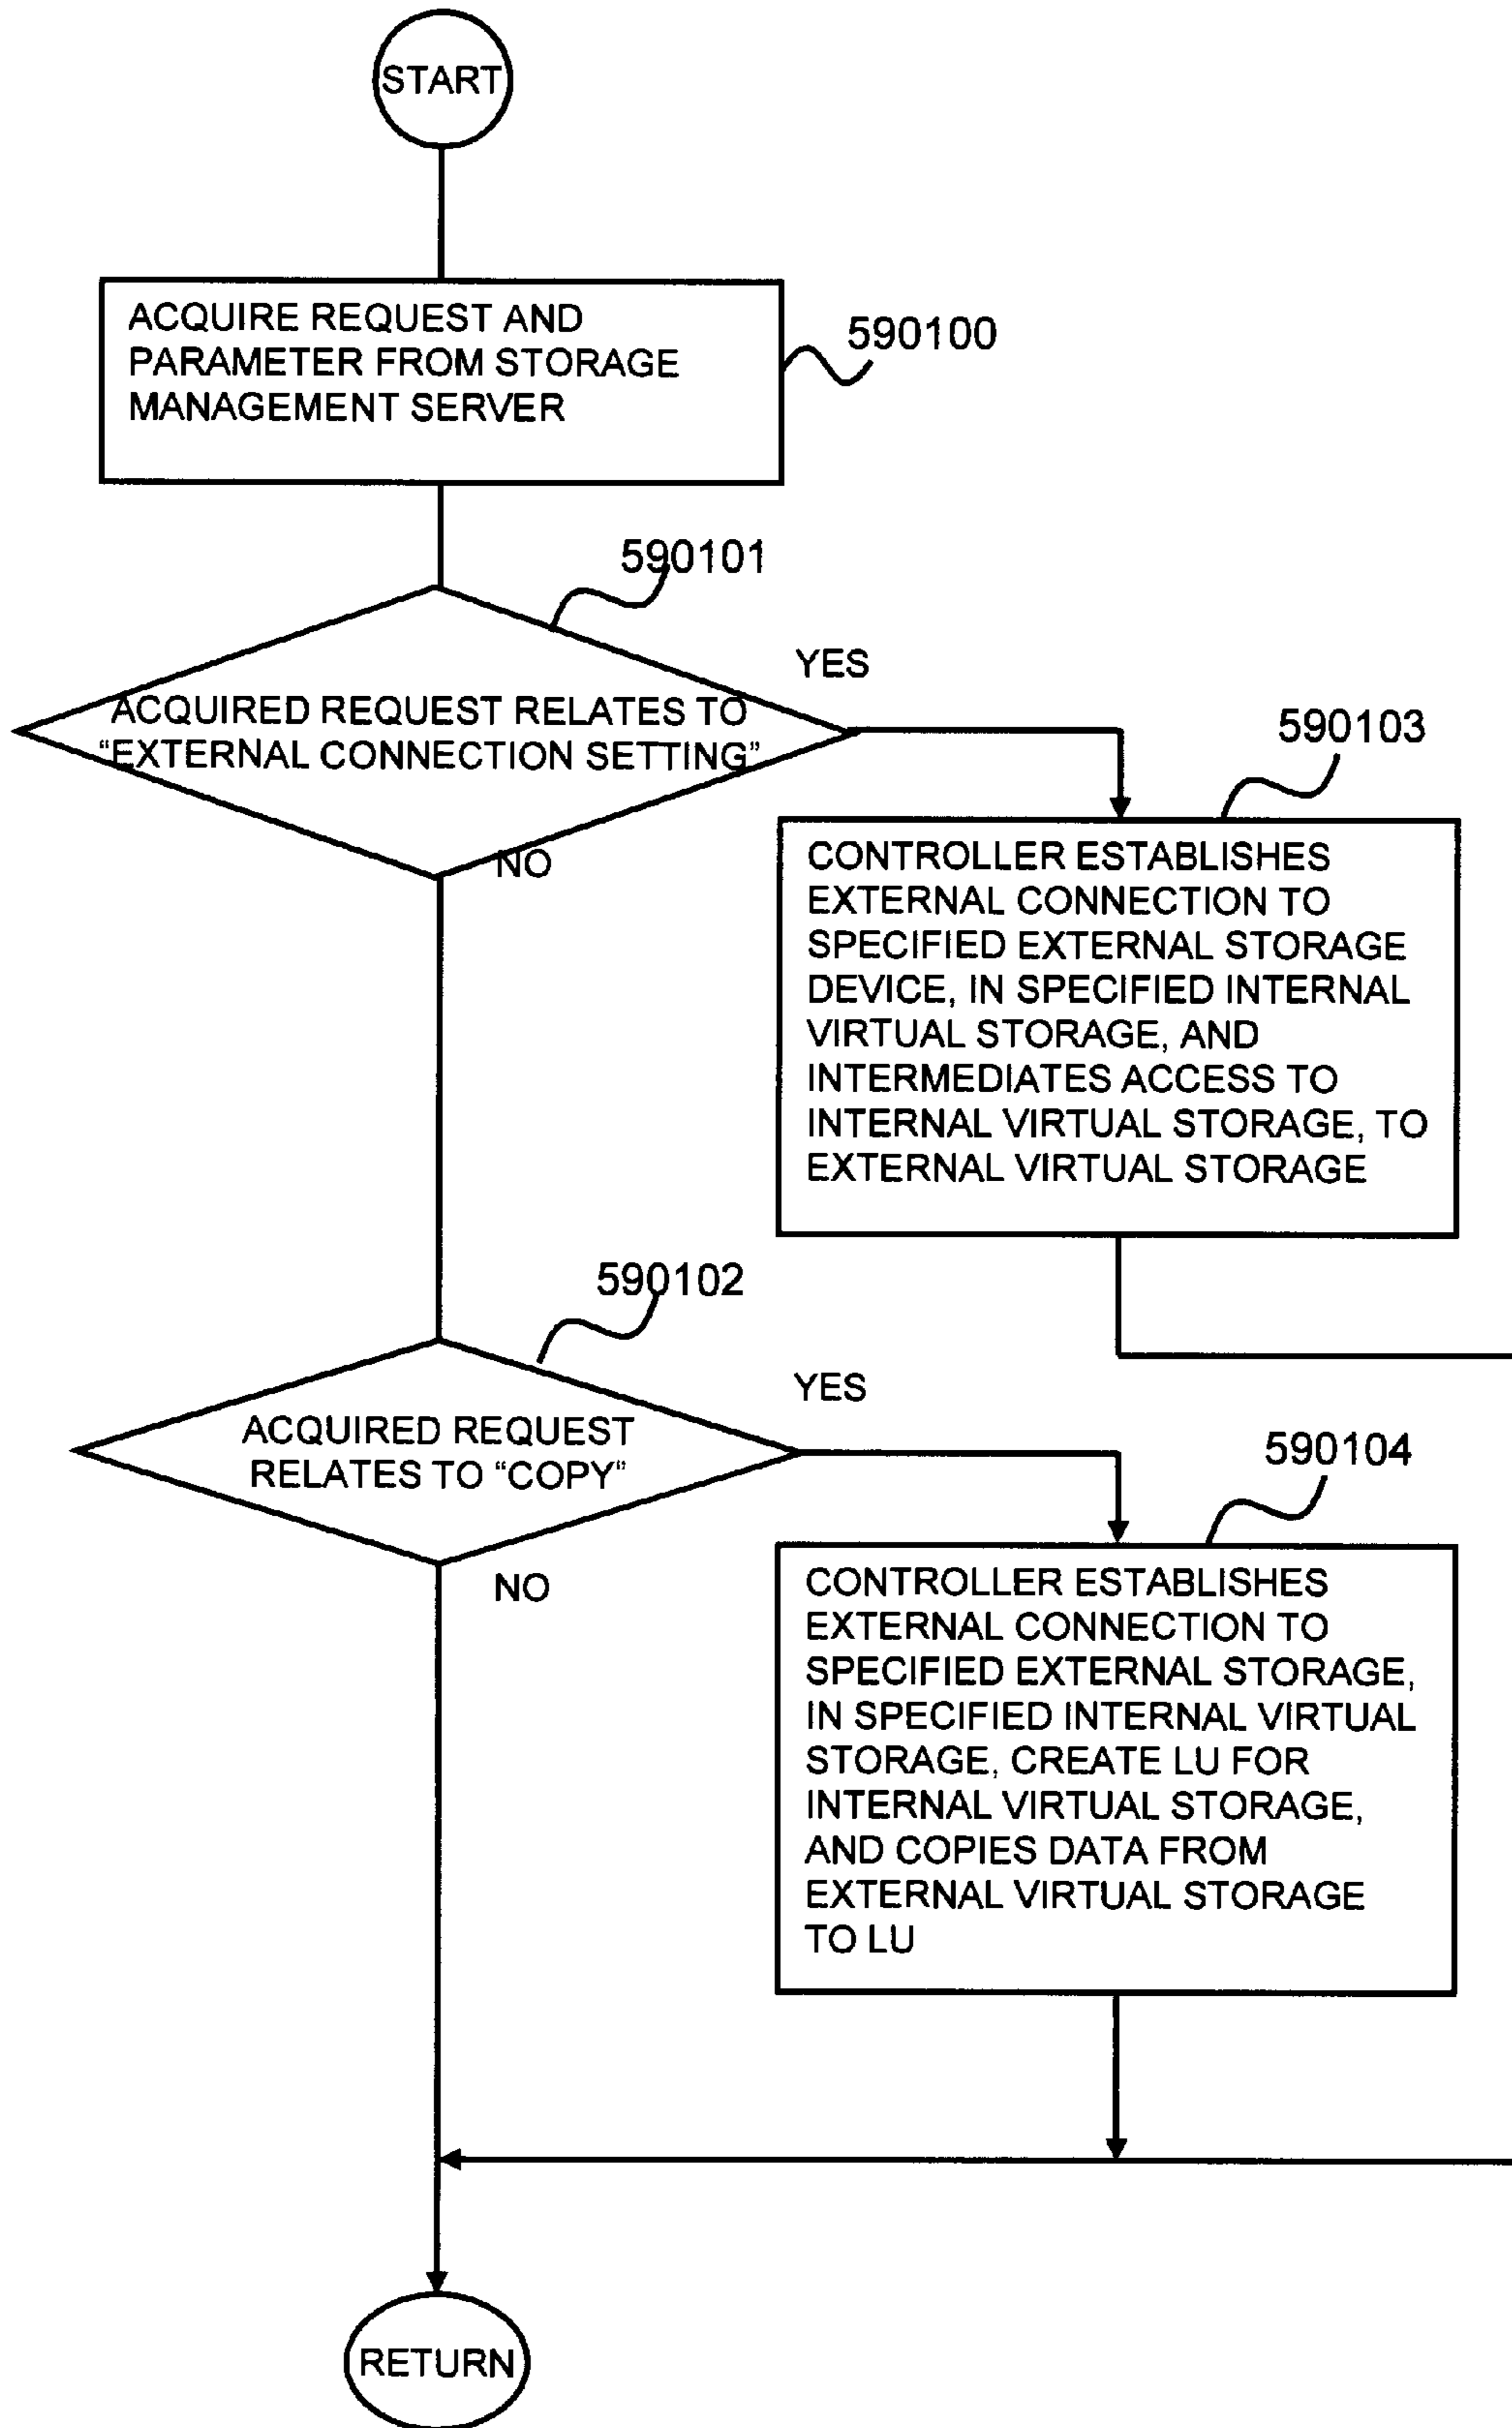 START
ACQUIRE REQUEST AND
PARAMETER FROM STORAGE
MANAGEMENT SERVER
590100
590101
YES
ACQUIRED REQUEST RELATES TO
“EXTERNAL CONNECTION SETTING”
NO
590103
CONTROLLER ESTABLISHES
EXTERNAL CONNECTION TO
SPECIFIED EXTERNAL STORAGE
DEVICE, IN SPECIFIED INTERNAL
VIRTUAL STORAGE, AND
INTERMEDIATES ACCESS TO
INTERNAL VIRTUAL STORAGE, TO
EXTERNAL VIRTUAL STORAGE
590102
YES
ACQUIRED REQUEST
RELATES TO “COPY”
NO
590104
CONTROLLER ESTABLISHES
EXTERNAL CONNECTION TO
SPECIFIED EXTERNAL STORAGE,
IN SPECIFIED INTERNAL VIRTUAL
STORAGE, CREATE LU FOR
INTERNAL VIRTUAL STORAGE,
AND COPIES DATA FROM
EXTERNAL VIRTUAL STORAGE
TO LU
RETURN